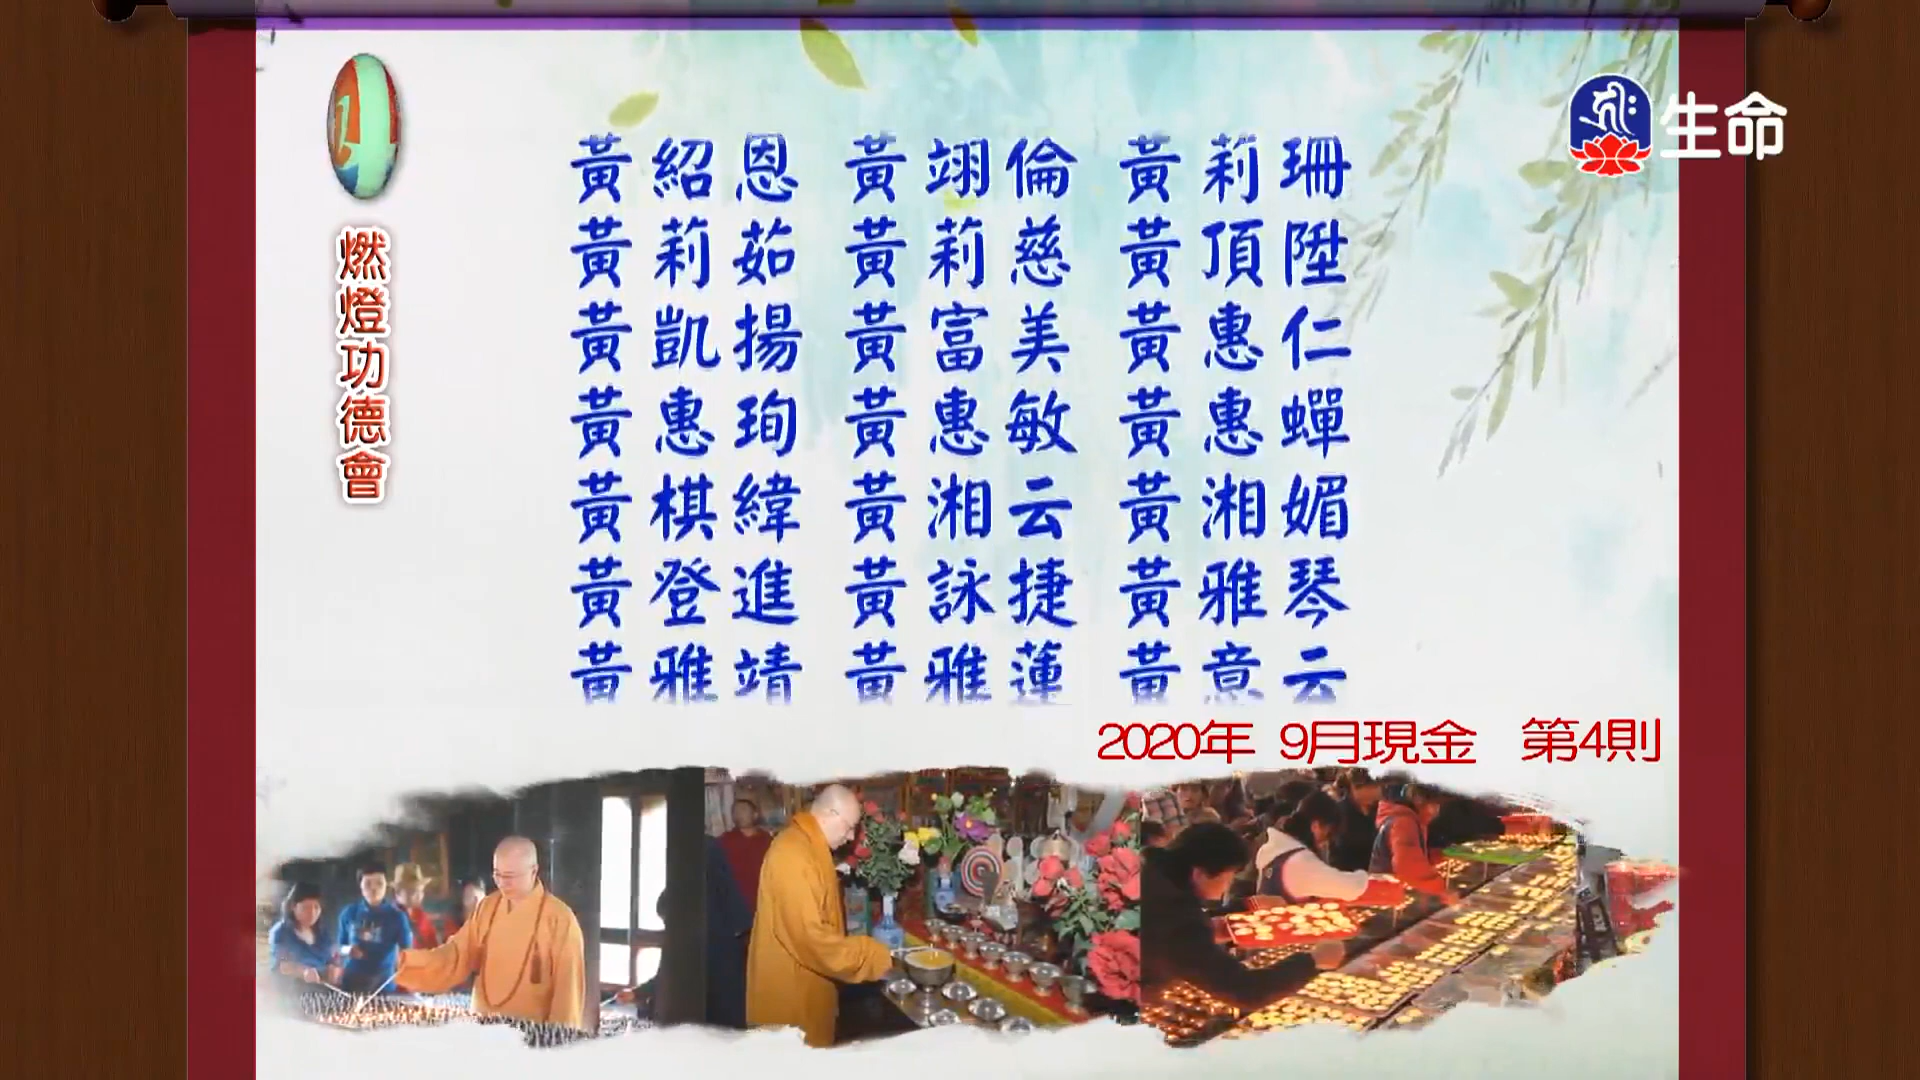 生命
燃燈功德會
黃紹恩 黃翊倫 黃莉珊
黃莉茹 黃莉慈 黃頂陞
黃凱揚 黃富美 黃惠仁
黃惠珣 黃惠敏 黃惠蟬
黃棋緯 黃湘云 黃湘媚
黃登進 黃詠捷 黃雅琴
黃雅靖 黃雅蓮 黃意云
2020年 9月現金 第4則